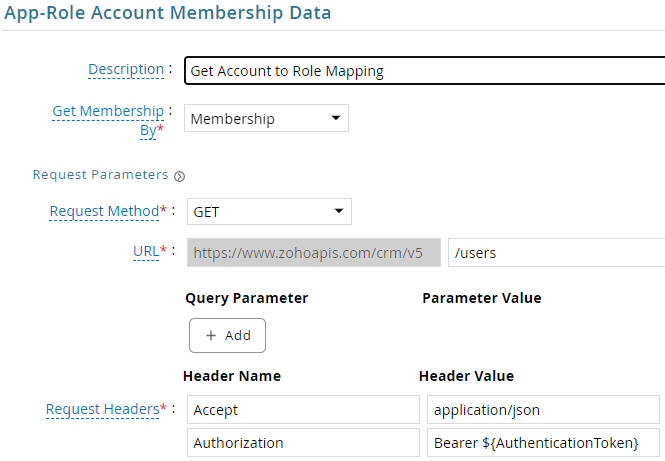 App-Role Account Membership Data
Description : Get Account to Role Mapping
Get Membership : Membership
By*
Request Parameters
Request Method* : GET
URL* : https://www.zohoapis.com/crm/v5 /users
Query Parameter Parameter Value
+ Add
Header Name Header Value
Request Headers* : Accept application/json
Authorization Bearer ${AuthenticationToken}